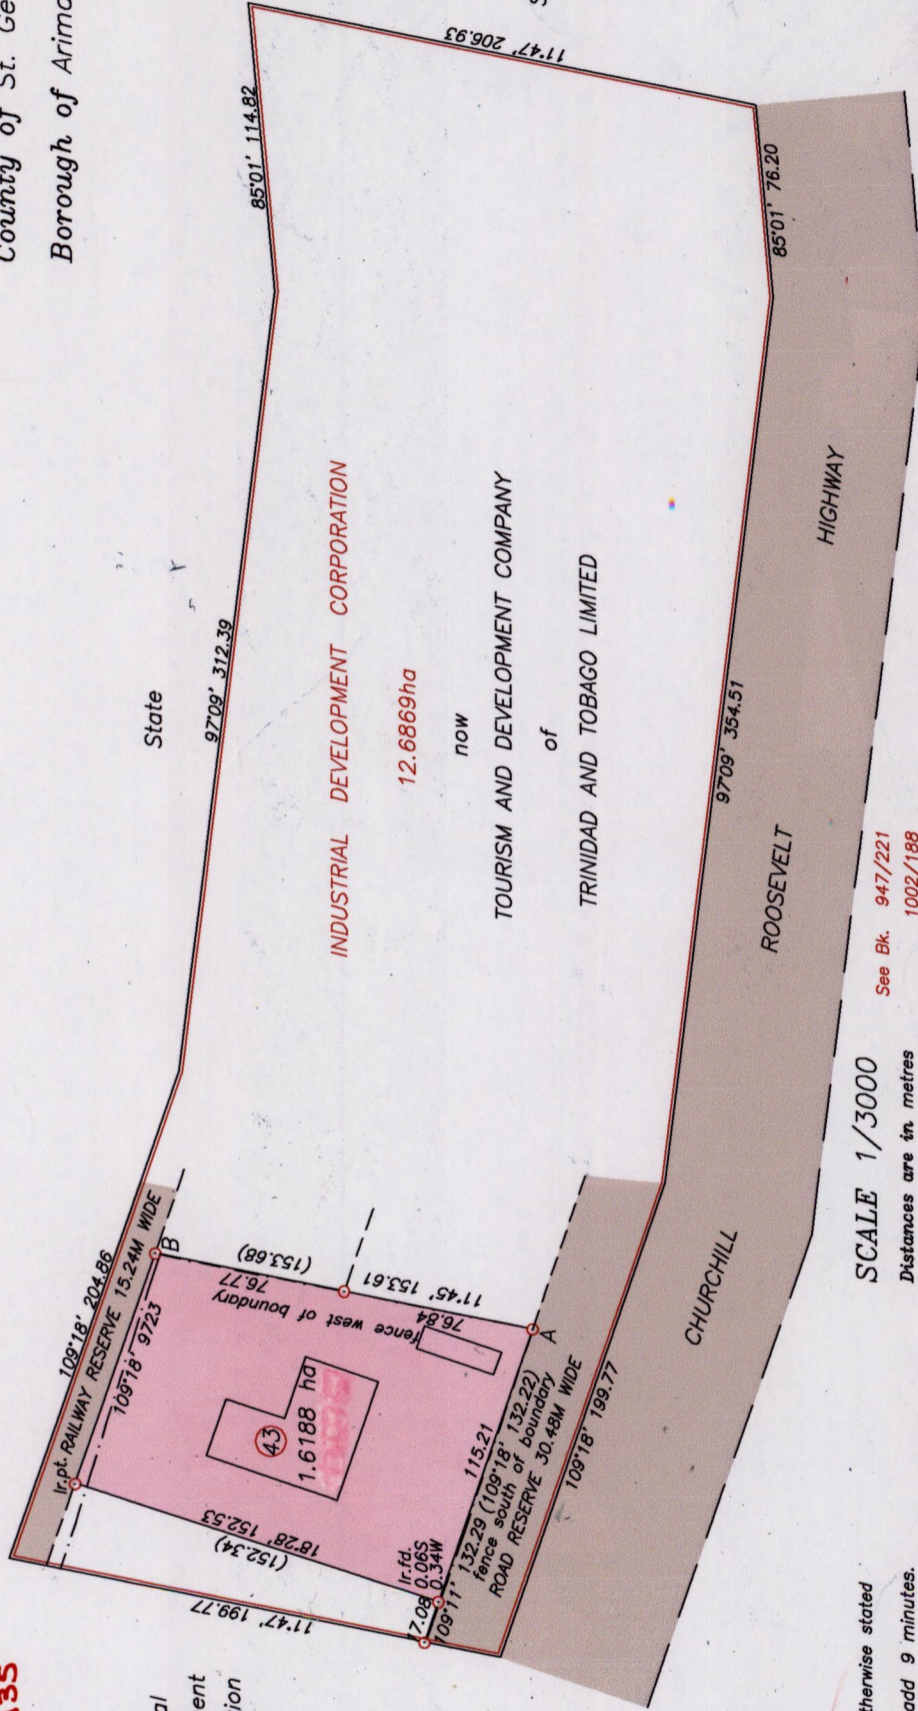 County of St. Ge
Borough of Arima
35
al
ent
ion
State
109°18' 204.86
97°09' 312.39
85°01' 114.82
11°47' 206.93
S
Ir.pt.
RAILWAY RESERVE 15.24M WIDE
109°18' 9723
B
INDUSTRIAL DEVELOPMENT CORPORATION
12.6869ha
now
TOURISM AND DEVELOPMENT COMPANY
of
TRINIDAD AND TOBAGO LIMITED
43
1.6188 ha
(152.34)
18°28' 152.53
11°47' 199.77
fence west of boundary
76.77
(153.68)
76.84
11°45' 153.61
A
Ir.fd.
0.06S
0.34W
17.08
115.21
109°11' 132.29 (109°18' 132.22)
fence south of boundary
ROAD RESERVE 30.48M WIDE
109°18' 199.77
97°09' 354.51
85°01' 76.20
CHURCHILL
ROOSEVELT
HIGHWAY
therwise stated
add 9 minutes.
SCALE 1/3000
Distances are in metres
See Bk. 947/221
1002/188